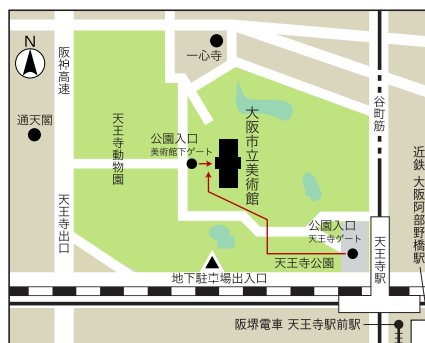 N
一心寺
阪神高速
通天閣
天王寺動物園
公園入口
美術館下ゲート
大阪市立美術館
谷町筋
近鉄 大阪阿部野橋駅
天王寺出口
公園入口
天王寺ゲート
天王寺公園
天王寺駅
地下駐車場出入口
阪堺電車 天王寺駅前駅